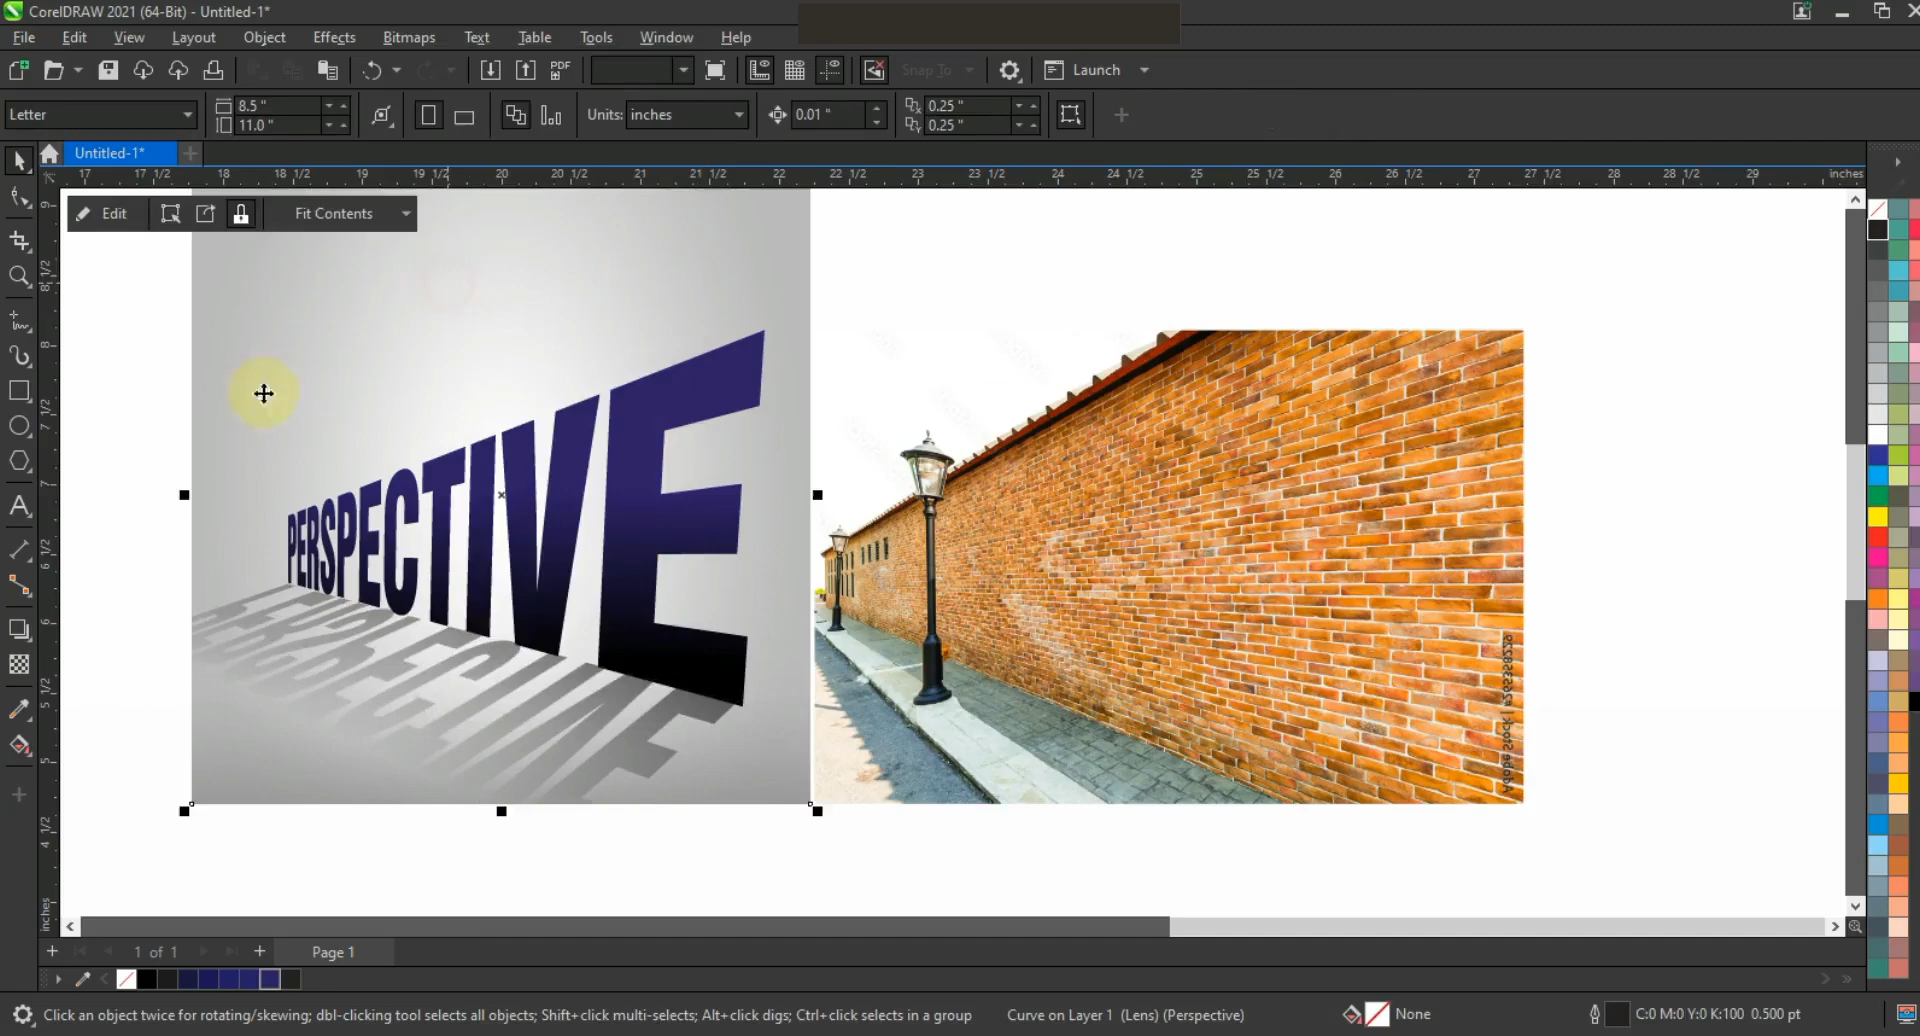 CorelDRAW 2021 (64-Bit) - Untitled-1*
File Edit View Layout Object Effects Bitmaps Text Table Tools Window Help
PDF Snap To Launch
Letter 8.5 " 11.0 " Units: inches 0.01 " 0.25 " 0.25 "
Untitled-1*
17 17 1/2 18 18 1/2 19 19 1/2 20 20 1/2 21 21 1/2 22 22 1/2 23 23 1/2 24 24 1/2 25 25 1/2 26 26 1/2 27 27 1/2 28 28 1/2 29 inches
Edit Fit Contents
PERSPECTIVE
PERSPECTIVE
AdobeStock | 295538229
inches
1 of 1 Page 1
Click an object twice for rotating/skewing; dbl-clicking tool selects all objects; Shift+click multi-selects; Alt+click digs; Ctrl+click selects in a group Curve on Layer 1 (Lens) (Perspective) None C:0 M:0 Y:0 K:100 0.500 pt